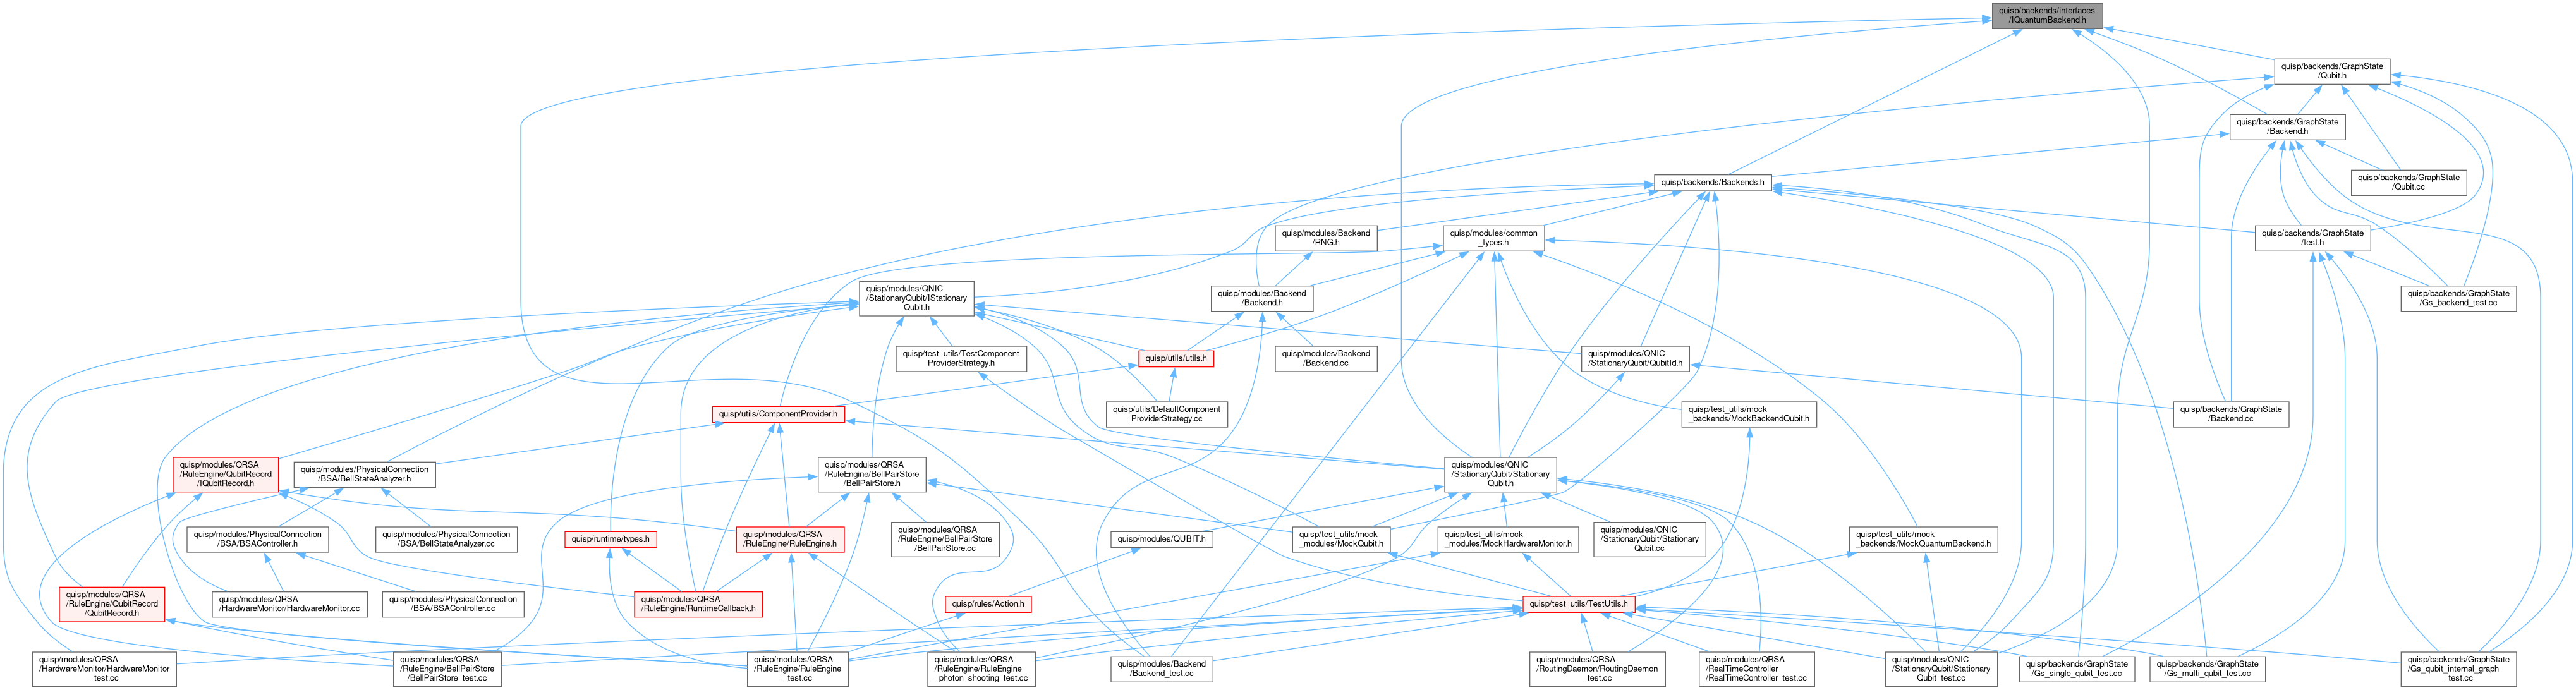 quisp/backends/interfaces
/IQuantumBackend.h
quisp/backends/GraphState
/Qubit.h
quisp/backends/GraphState
/Backend.h
quisp/backends/Backends.h
quisp/backends/GraphState
/Qubit.cc
quisp/modules/Backend
/RNG.h
quisp/modules/common
_types.h
quisp/backends/GraphState
/test.h
quisp/modules/QNIC
/StationaryQubit/IStationary
Qubit.h
quisp/modules/Backend
/Backend.h
quisp/backends/GraphState
/Gs_backend_test.cc
quisp/test_utils/TestComponent
ProviderStrategy.h
quisp/utils/utils.h
quisp/modules/Backend
/Backend.cc
quisp/modules/QNIC
/StationaryQubit/QubitId.h
quisp/utils/ComponentProvider.h
quisp/utils/DefaultComponent
ProviderStrategy.cc
quisp/test_utils/mock
_backends/MockBackendQubit.h
quisp/backends/GraphState
/Backend.cc
quisp/modules/QRSA
/RuleEngine/QubitRecord
/IQubitRecord.h
quisp/modules/PhysicalConnection
/BSA/BellStateAnalyzer.h
quisp/modules/QRSA
/RuleEngine/BellPairStore
/BellPairStore.h
quisp/modules/QNIC
/StationaryQubit/Stationary
Qubit.h
quisp/modules/PhysicalConnection
/BSA/BSAController.h
quisp/modules/PhysicalConnection
/BSA/BellStateAnalyzer.cc
quisp/runtime/types.h
quisp/modules/QRSA
/RuleEngine/RuleEngine.h
quisp/modules/QRSA
/RuleEngine/BellPairStore
/BellPairStore.cc
quisp/modules/QUBIT.h
quisp/test_utils/mock
_modules/MockQubit.h
quisp/test_utils/mock
_modules/MockHardwareMonitor.h
quisp/modules/QNIC
/StationaryQubit/Stationary
Qubit.cc
quisp/test_utils/mock
_backends/MockQuantumBackend.h
quisp/modules/QRSA
/RuleEngine/QubitRecord
/QubitRecord.h
quisp/modules/QRSA
/HardwareMonitor/HardwareMonitor.cc
quisp/modules/PhysicalConnection
/BSA/BSAController.cc
quisp/modules/QRSA
/RuleEngine/RuntimeCallback.h
quisp/rules/Action.h
quisp/test_utils/TestUtils.h
quisp/modules/QRSA
/HardwareMonitor/HardwareMonitor
_test.cc
quisp/modules/QRSA
/RuleEngine/BellPairStore
/BellPairStore_test.cc
quisp/modules/QRSA
/RuleEngine/RuleEngine
_test.cc
quisp/modules/QRSA
/RuleEngine/RuleEngine
_photon_shooting_test.cc
quisp/modules/Backend
/Backend_test.cc
quisp/modules/QRSA
/RoutingDaemon/RoutingDaemon
_test.cc
quisp/modules/QRSA
/RealTimeController
/RealTimeController_test.cc
quisp/modules/QNIC
/StationaryQubit/Stationary
Qubit_test.cc
quisp/backends/GraphState
/Gs_single_qubit_test.cc
quisp/backends/GraphState
/Gs_multi_qubit_test.cc
quisp/backends/GraphState
/Gs_qubit_internal_graph
_test.cc